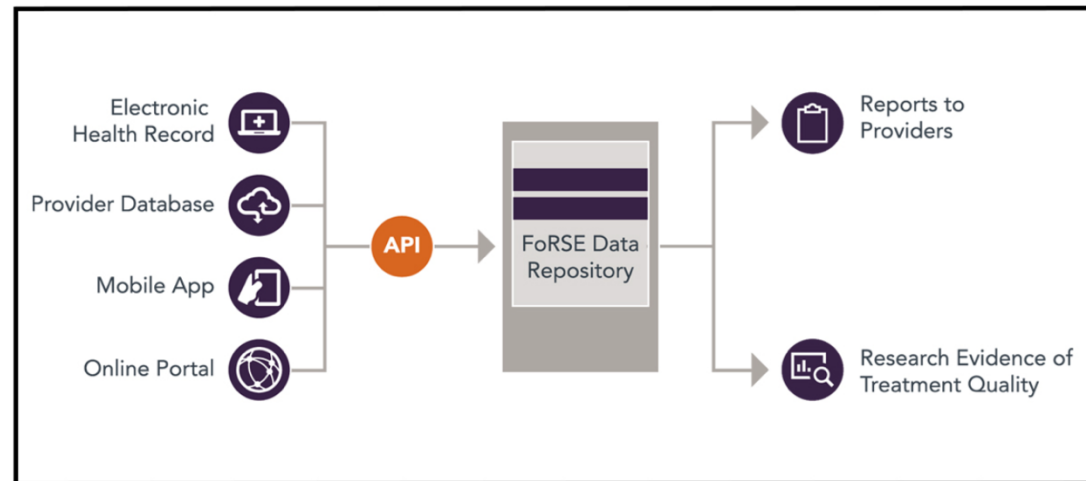 Electronic
Health Record
Provider Database
Mobile App
Online Portal
API
FoRSE Data
Repository
Reports to
Providers
Research Evidence of
Treatment Quality